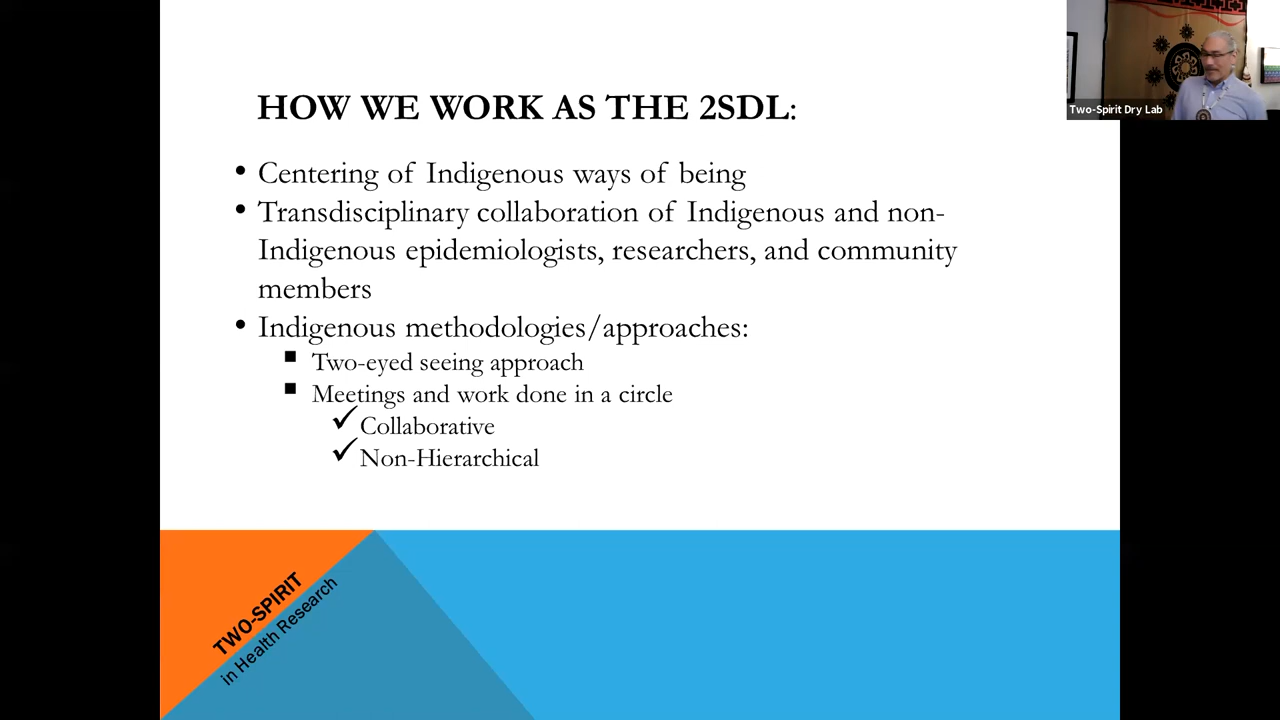 HOW WE WORK AS THE 2SDL:
• Centering of Indigenous ways of being
• Transdisciplinary collaboration of Indigenous and non-
Indigenous epidemiologists, researchers, and community
members
• Indigenous methodologies/approaches:
▪ Two-eyed seeing approach
▪ Meetings and work done in a circle
✓Collaborative
✓Non-Hierarchical
TWO-SPIRIT
in Health Research
Two-Spirit Dry Lab